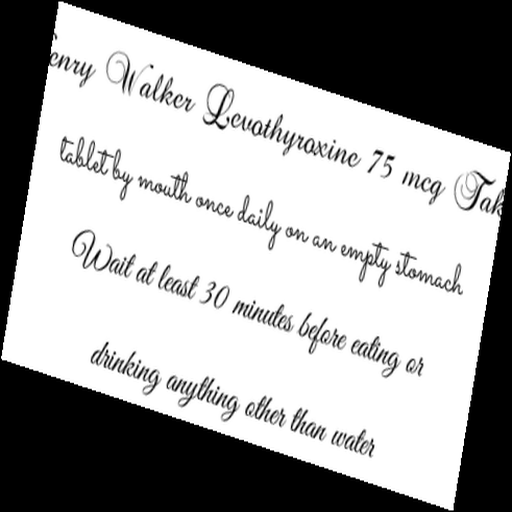 enry Walker Levothyroxine 75 mcg Tak
tablet by mouth once daily on an empty stomach
Wait at least 30 minutes before eating or
drinking anything other than water